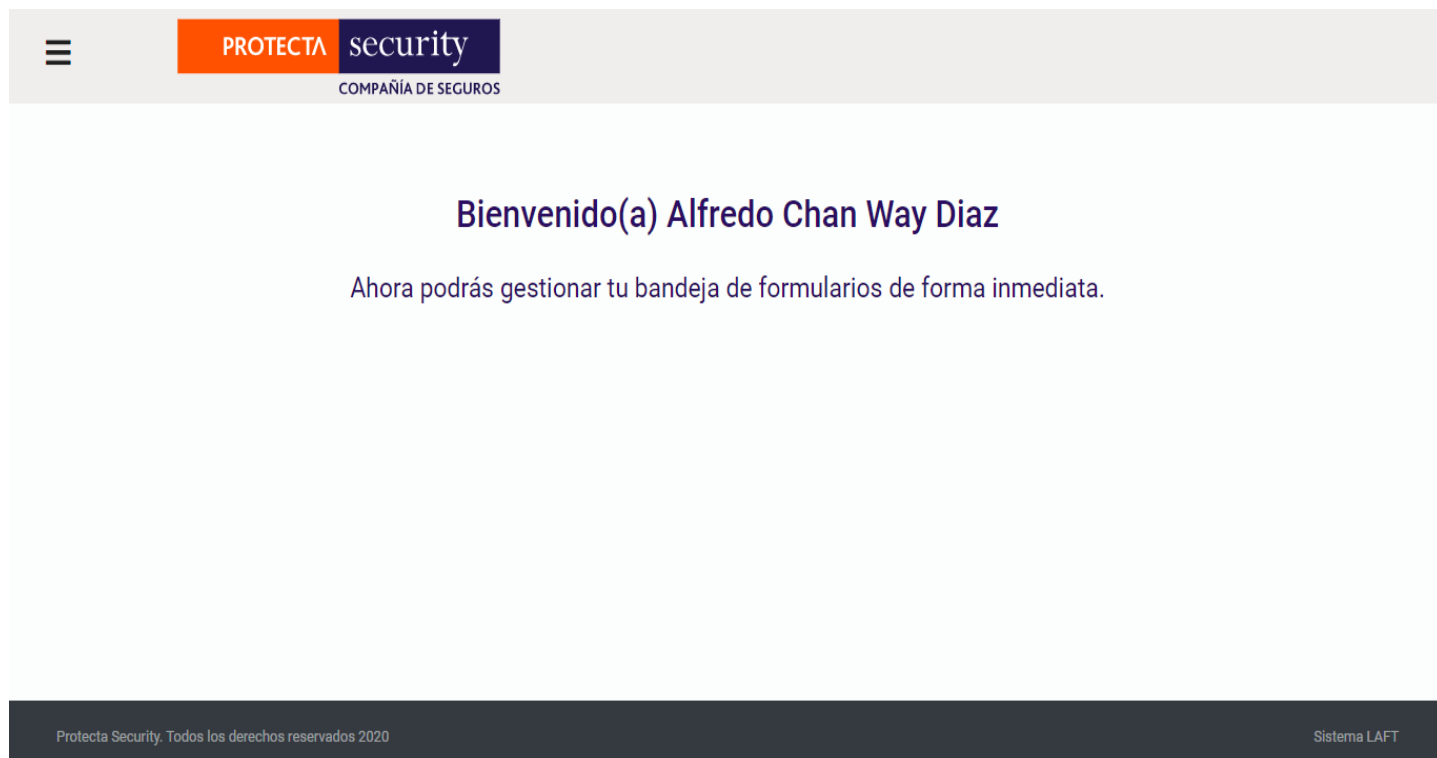 PROTECTA security
COMPAÑÍA DE SEGUROS
Bienvenido(a) Alfredo Chan Way Diaz
Ahora podrás gestionar tu bandeja de formularios de forma inmediata.
Protecta Security. Todos los derechos reservados 2020
Sistema LAFT